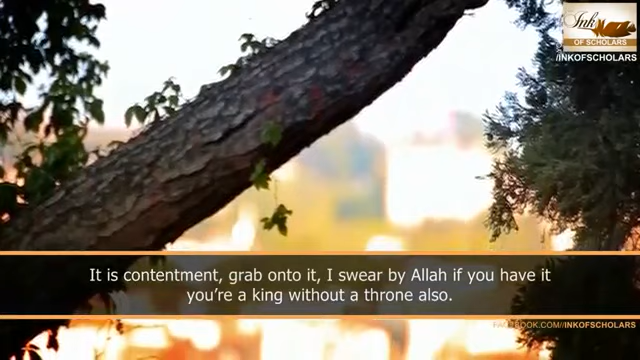 Ink
OF SCHOLARS
//INKOFSCHOLARS
It is contentment, grab onto it, I swear by Allah if you have it
you're a king without a throne also.
FACEBOOK.COM//INKOFSCHOLARS